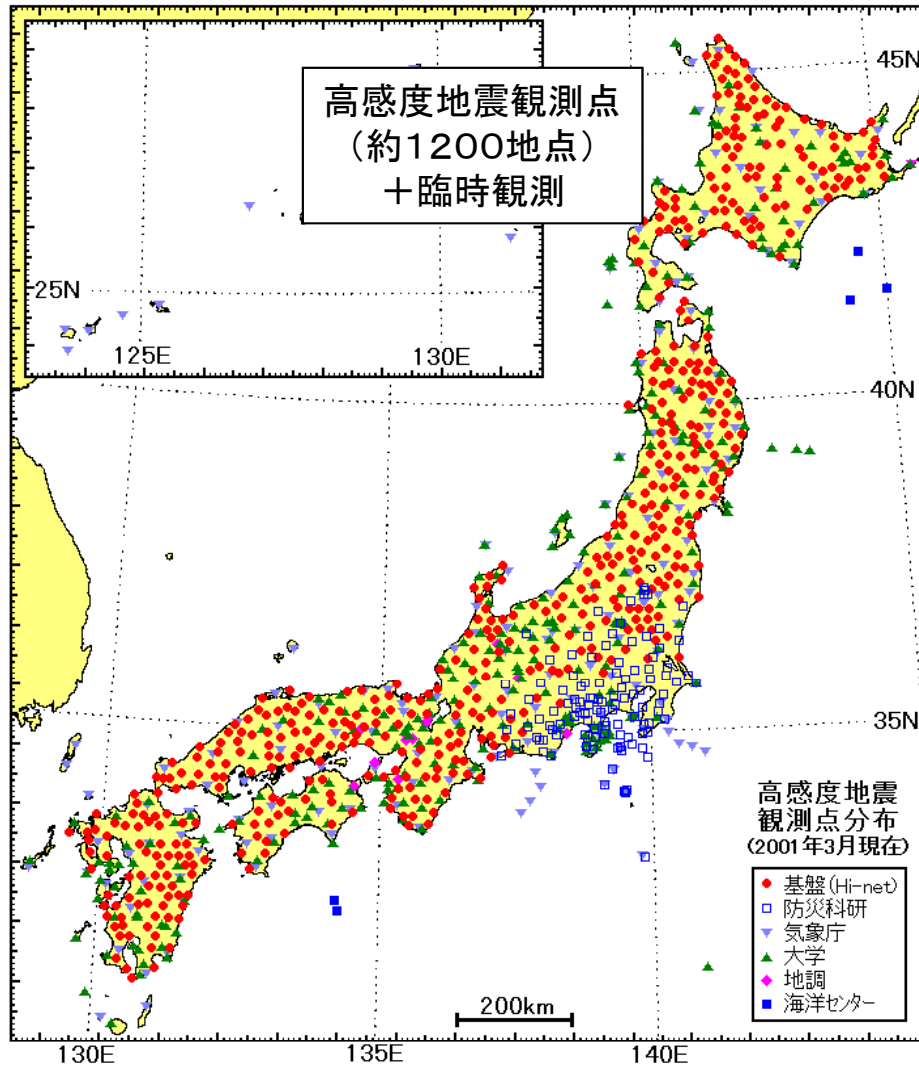 高感度地震観測点
（約1200地点）
＋臨時観測
45N
25N
125E
130E
40N
35N
高感度地震
観測点分布
(2001年3月現在)
基盤(Hi-net)
防災科研
気象庁
大学
地調
海洋センター
200km
130E
135E
140E